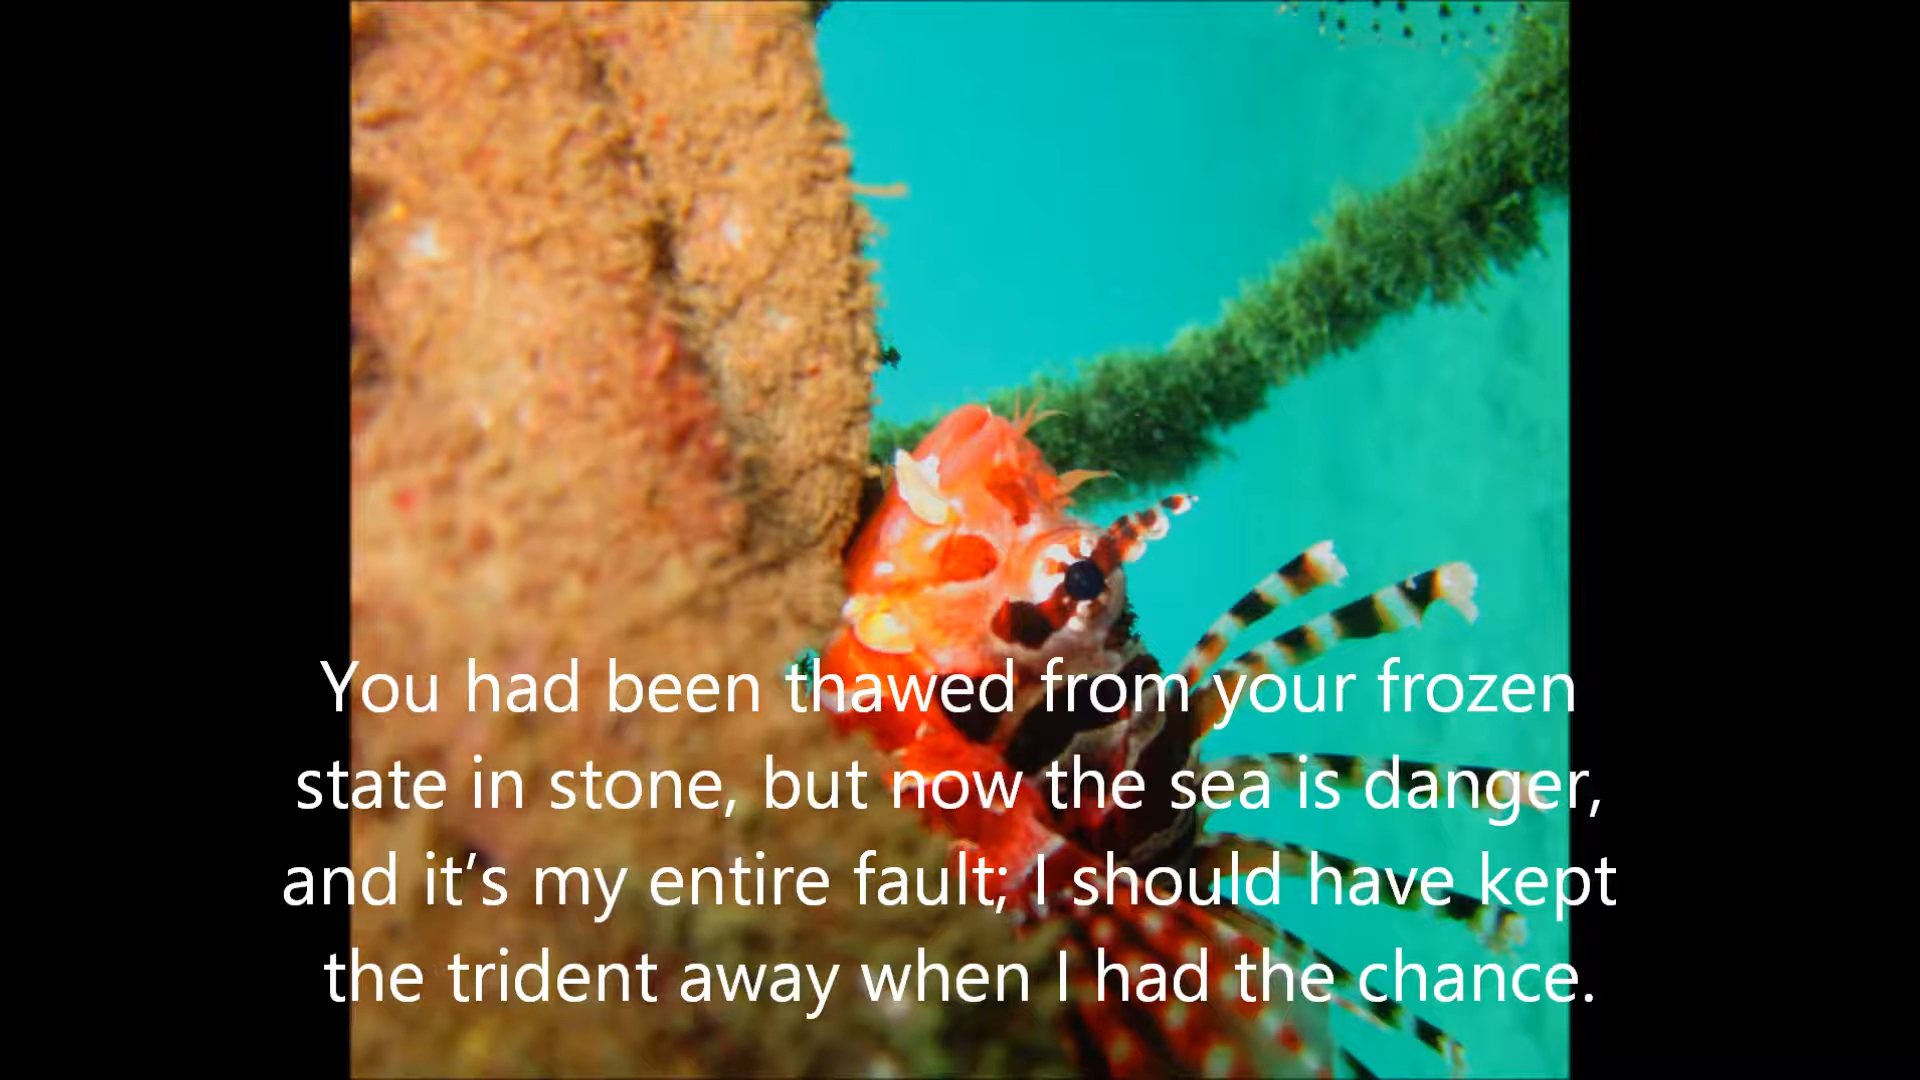 You had been thawed from your frozen
state in stone, but now the sea is danger,
and it’s my entire fault; I should have kept
the trident away when I had the chance.